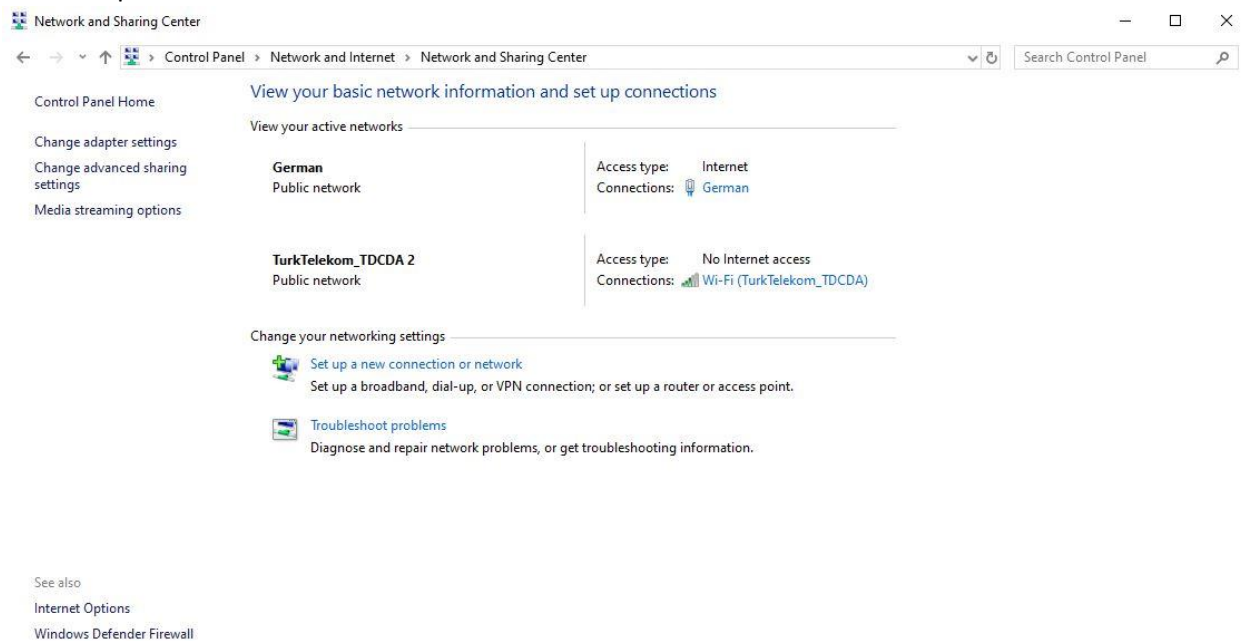 Network and Sharing Center
Control Panel > Network and Internet > Network and Sharing Center
Search Control Panel
Control Panel Home
Change adapter settings
Change advanced sharing
settings
Media streaming options
View your basic network information and set up connections
View your active networks
German
Public network
Access type: Internet
Connections: German
TurkTelekom_TDCDA 2
Public network
Access type: No Internet access
Connections: Wi-Fi (TurkTelekom_TDCDA)
Change your networking settings
Set up a new connection or network
Set up a broadband, dial-up, or VPN connection; or set up a router or access point.
Troubleshoot problems
Diagnose and repair network problems, or get troubleshooting information.
See also
Internet Options
Windows Defender Firewall